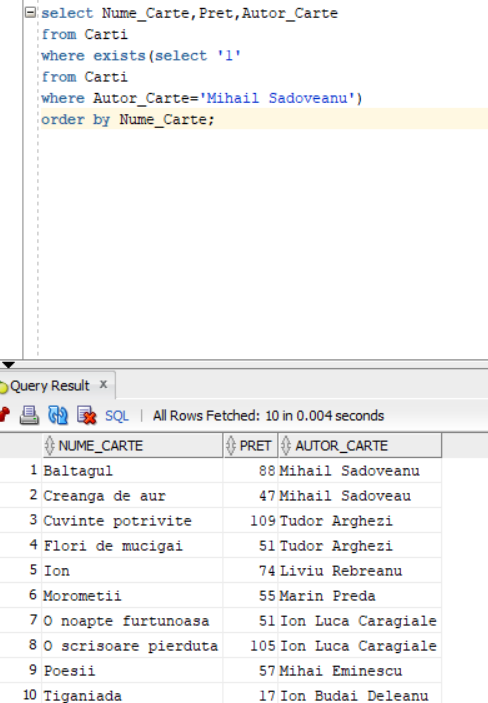 select Nume_Carte,Pret,Autor_Carte
from Carti
where exists(select '1'
from Carti
where Autor_Carte='Mihail Sadoveanu')
order by Nume_Carte;
Query Result x
SQL | All Rows Fetched: 10 in 0.004 seconds
NUME_CARTE PRET AUTOR_CARTE
1 Baltagul 88 Mihail Sadoveanu
2 Creanga de aur 47 Mihail Sadoveau
3 Cuvinte potrivite 109 Tudor Arghezi
4 Flori de mucigai 51 Tudor Arghezi
5 Ion 74 Liviu Rebreanu
6 Morometii 55 Marin Preda
7 O noapte furtunoasa 51 Ion Luca Caragiale
8 O scrisoare pierduta 105 Ion Luca Caragiale
9 Poesii 57 Mihai Eminescu
10 Tiganiada 17 Ion Budai Deleanu